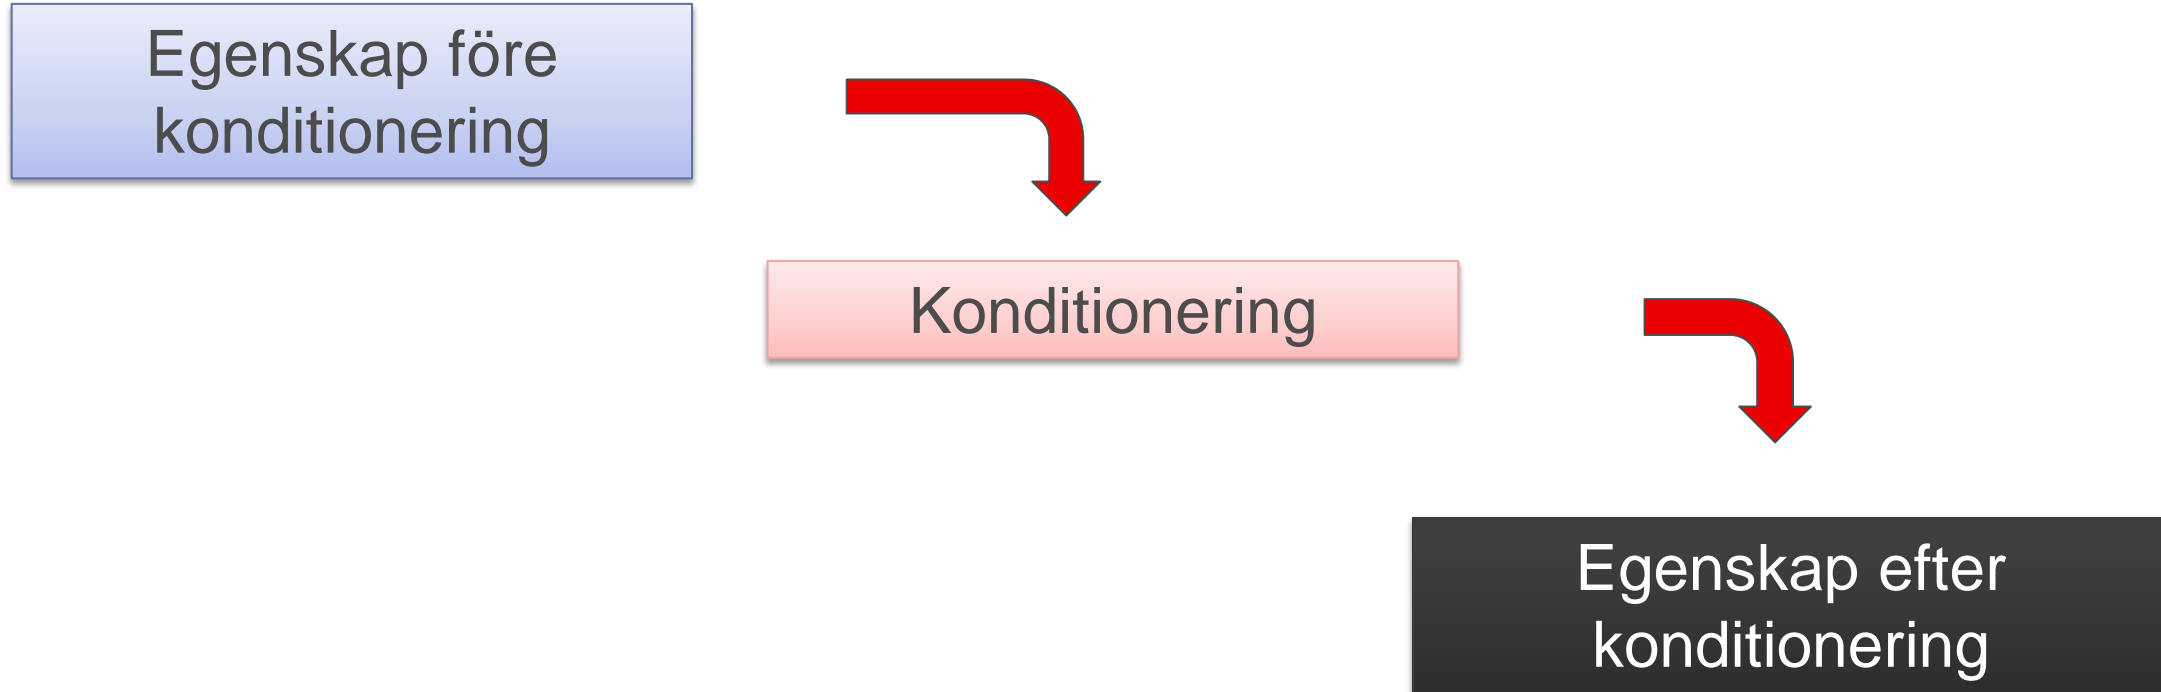 Egenskap före
konditionering
Konditionering
Egenskap efter
konditionering